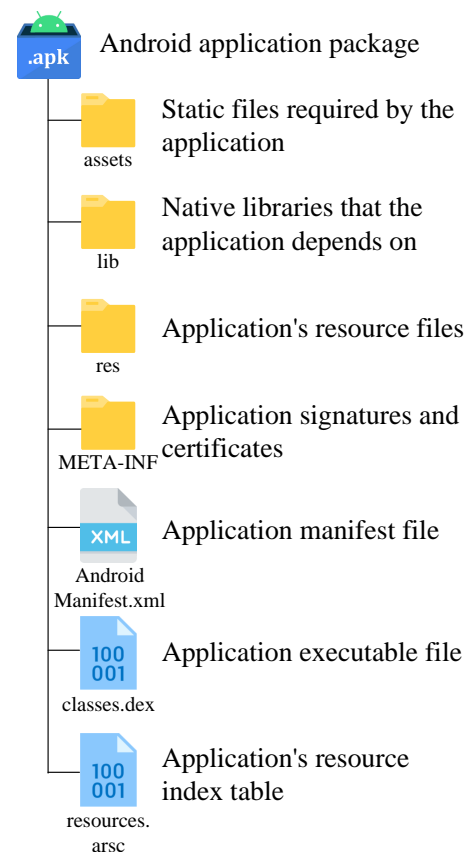 .apk
Android application package
Static files required by the
application
assets
Native libraries that the
application depends on
lib
Application's resource files
res
Application signatures and
certificates
META-INF
XML
Application manifest file
Android
Manifest.xml
100
001
Application executable file
classes.dex
100
001
Application's resource
index table
resources.
arsc